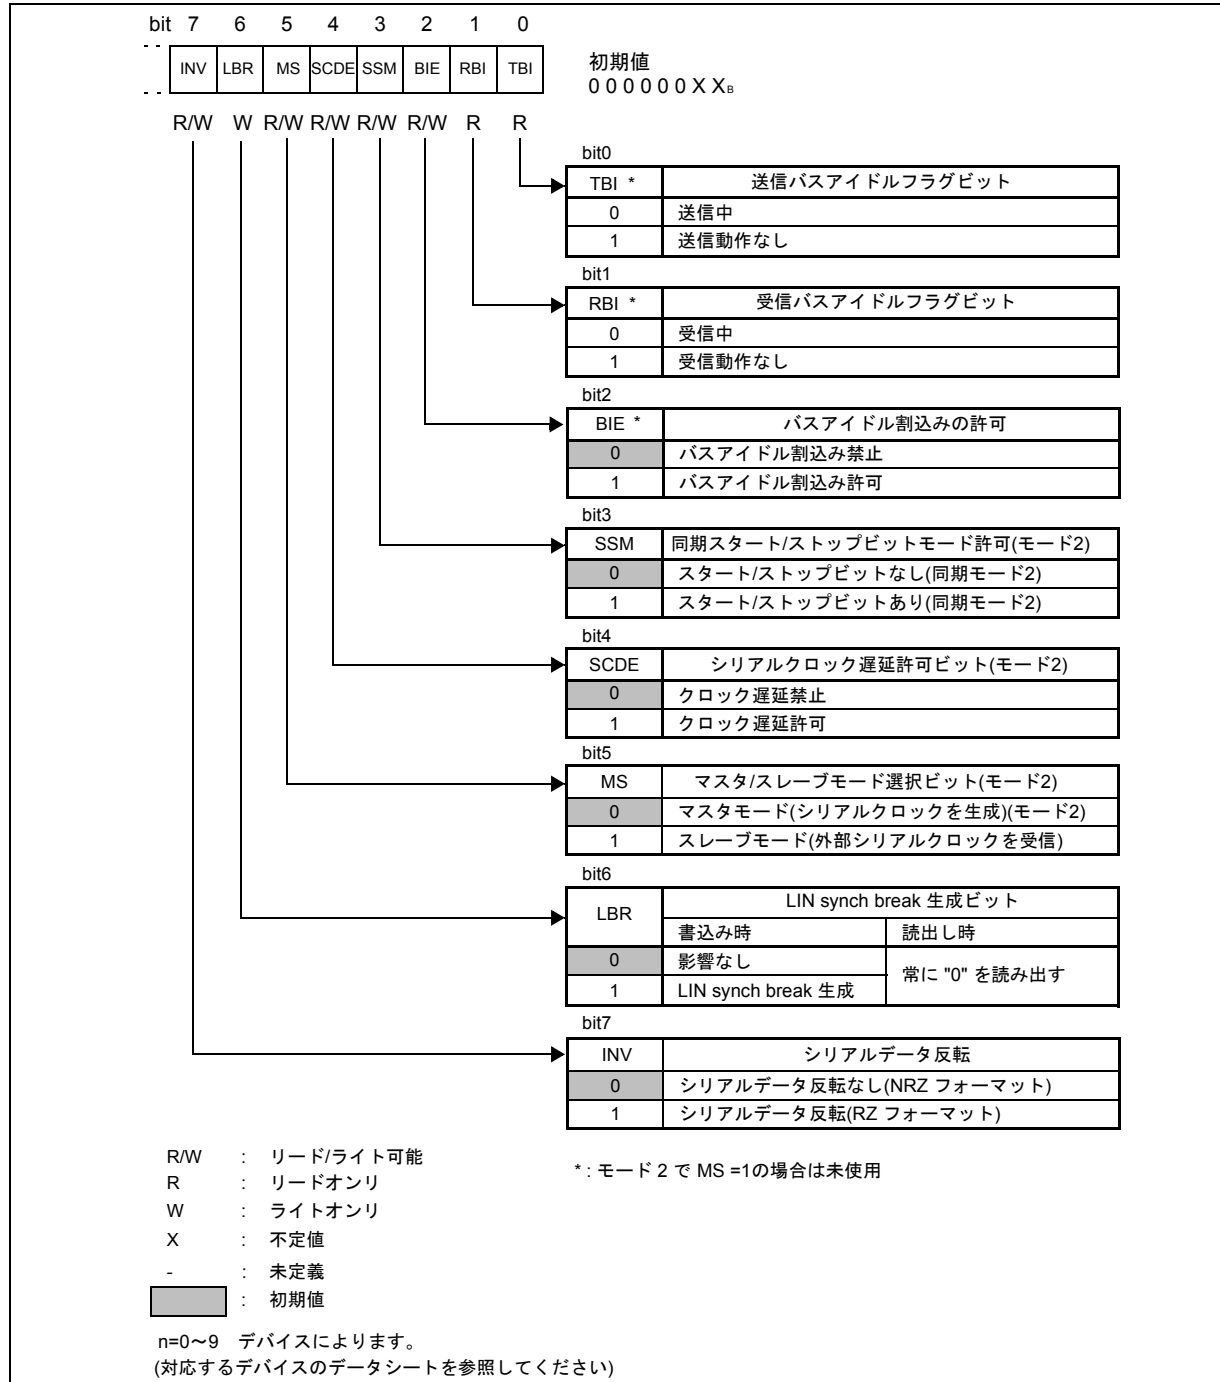 bit 7 6 5 4 3 2 1 0
INV LBR MS SCDE SSM BIE RBI TBI
初期値
0 0 0 0 0 0 X XB
R/W W R/W R/W R/W R/W R R
bit0
TBI * 送信バスアイドルフラグビット
0 送信中
1 送信動作なし
bit1
RBI * 受信バスアイドルフラグビット
0 受信中
1 受信動作なし
bit2
BIE * バスアイドル割込みの許可
0 バスアイドル割込み禁止
1 バスアイドル割込み許可
bit3
SSM 同期スタート/ストップビットモード許可(モード2)
0 スタート/ストップビットなし(同期モード2)
1 スタート/ストップビットあり(同期モード2)
bit4
SCDE シリアルクロック遅延許可ビット(モード2)
0 クロック遅延禁止
1 クロック遅延許可
bit5
MS マスタ/スレーブモード選択ビット(モード2)
0 マスタモード(シリアルクロックを生成)(モード2)
1 スレーブモード(外部シリアルクロックを受信)
bit6
LBR LIN synch break 生成ビット
書込み時 読出し時
0 影響なし 常に "0" を読み出す
1 LIN synch break 生成
bit7
INV シリアルデータ反転
0 シリアルデータ反転なし(NRZ フォーマット)
1 シリアルデータ反転(RZ フォーマット)
R/W : リード/ライト可能
R : リードオンリ
W : ライトオンリ
X : 不定値
- : 未定義
: 初期値
* : モード 2 で MS =1の場合は未使用
n=0～9 デバイスによります。
(対応するデバイスのデータシートを参照してください)